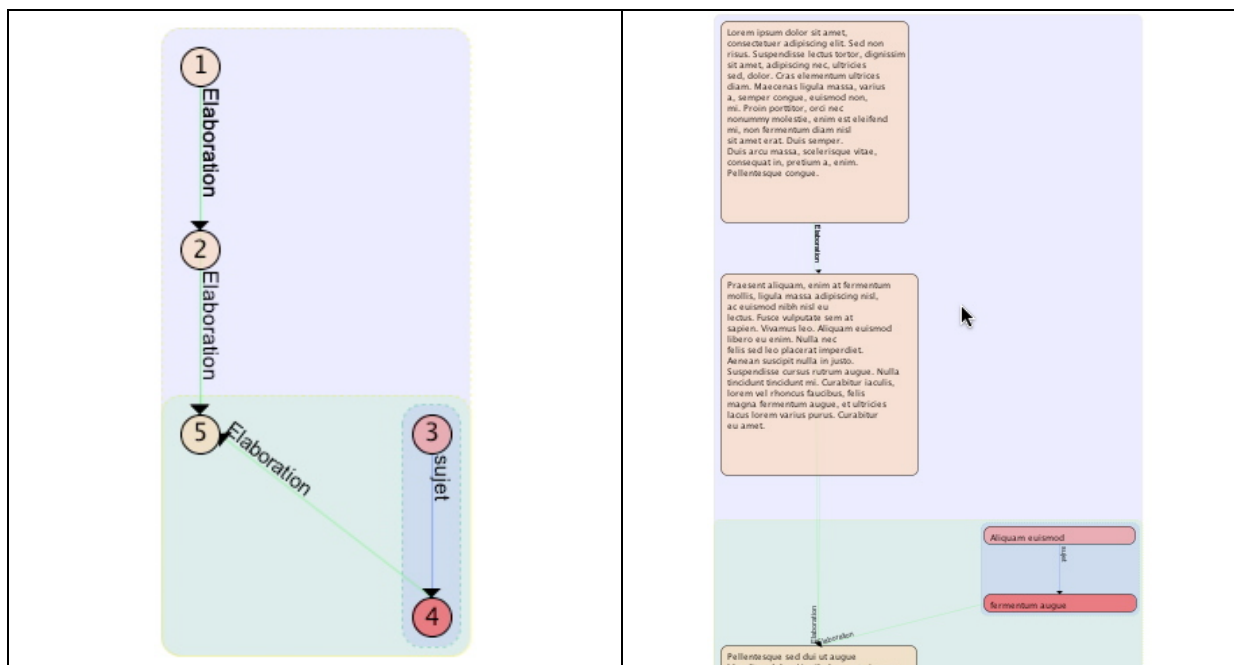 1
Elaboration
2
Elaboration
5
Elaboration
3
sujet
4
Lorem ipsum dolor sit amet,
consectetuer adipiscing elit. Sed non
risus. Suspendisse lectus tortor, dignissim
sit amet, adipiscing nec, ultricies
sed, dolor. Cras elementum ultrices
diam. Maecenas ligula massa, varius
a, semper congue, euismod non,
mi. Proin porttitor, orci nec
nonummy molestie, enim est eleifend
mi, non fermentum diam nisl
sit amet erat. Duis semper.
Duis arcu massa, scelerisque vitae,
consequat in, pretium a, enim.
Pellentesque congue.
Elaboration
Praesent aliquam, enim at fermentum
mollis, ligula massa adipiscing nisl,
ac euismod nibh nisl eu
lectus. Fusce vulputate sem at
sapien. Vivamus leo. Aliquam euismod
libero eu enim. Nulla nec
felis sed leo placerat imperdiet.
Aenean suscipit nulla in justo.
Suspendisse cursus rutrum augue. Nulla
tincidunt tincidunt mi. Curabitur iaculis,
lorem vel rhoncus faucibus, felis
magna fermentum augue, et ultricies
lacus lorem varius purus. Curabitur
eu amet.
Aliquam euismod
sujet
fermentum augue
Elaboration
Elaboration
Pellentesque sed dui ut augue